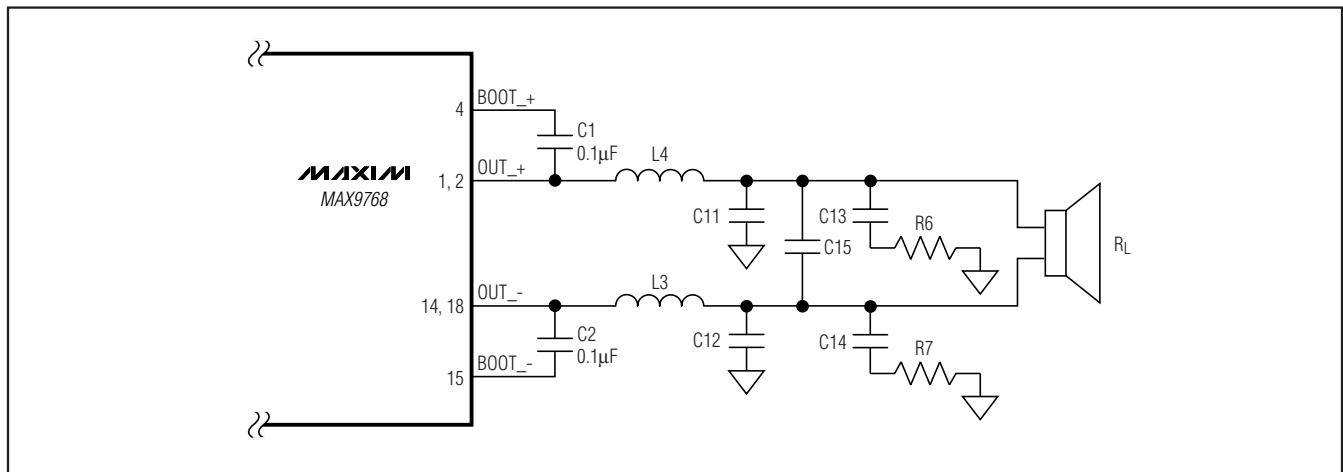 4 BOOT_+
C1
0.1µF
MAXIM
MAX9768
1, 2 OUT_+
L4
C11
C15
C13
R6
RL
14, 18 OUT_-
L3
C2
0.1µF
C12
C14
R7
15 BOOT_-